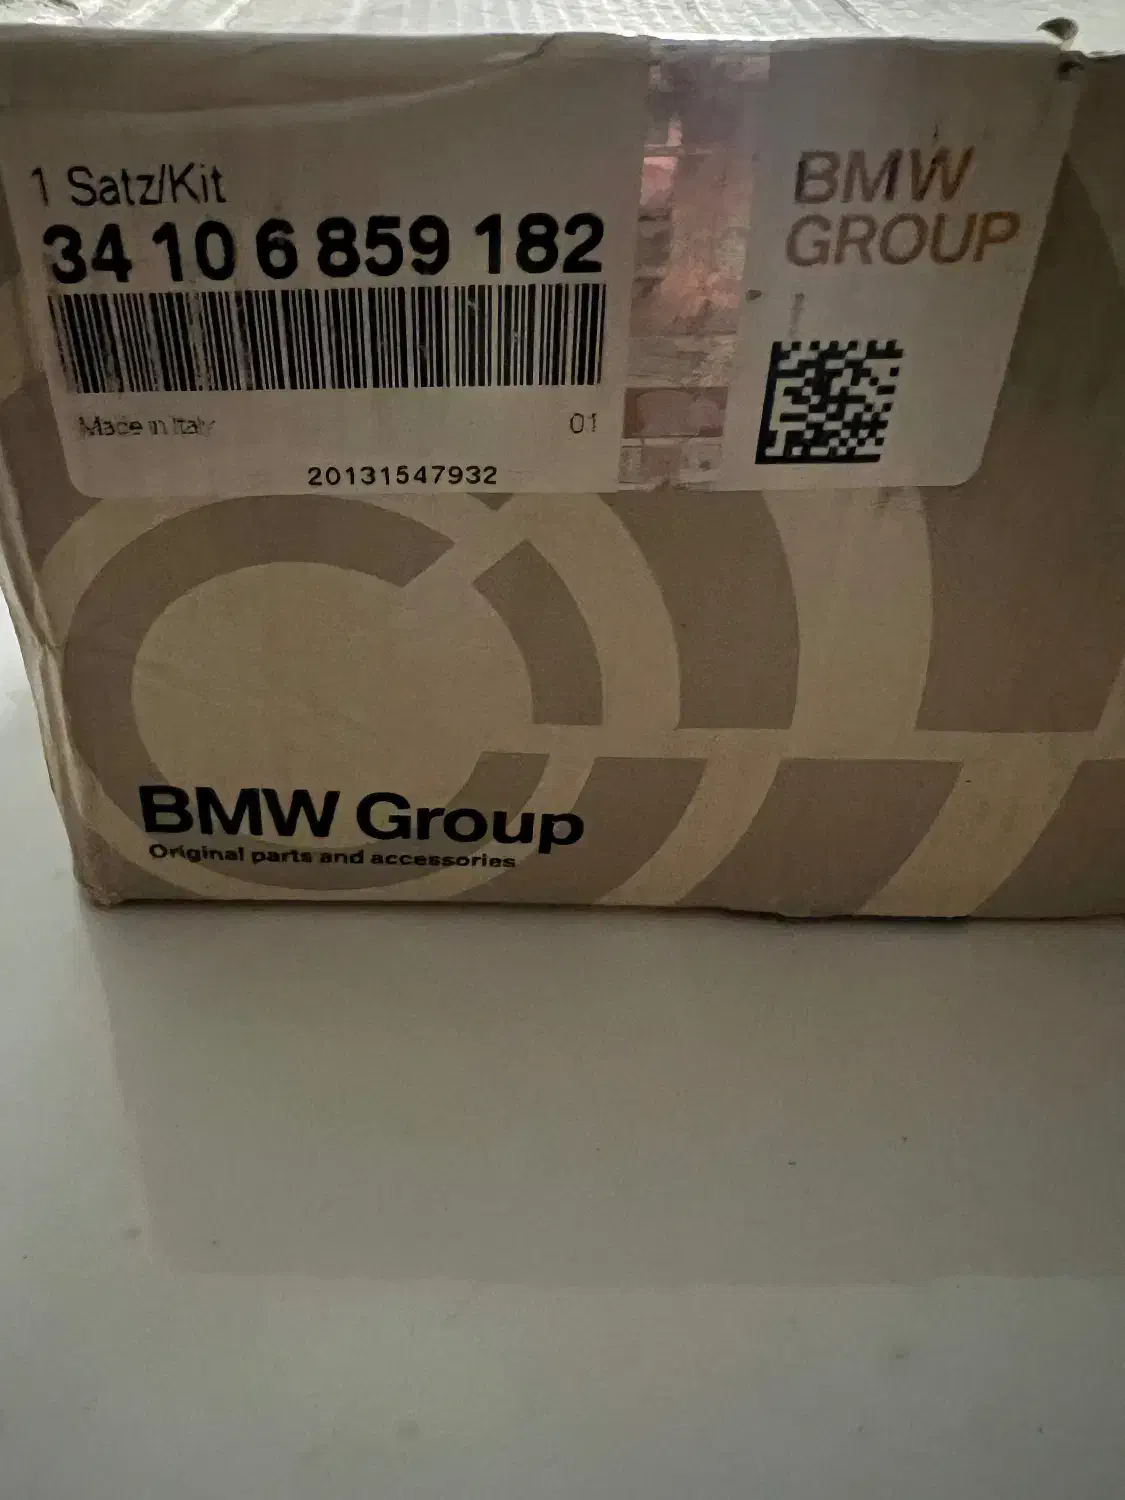 1 Satz/Kit
34 10 6 859 182
Made in Italy
01
20131547932
BMW
GROUP
BMW Group
Original parts and accessories